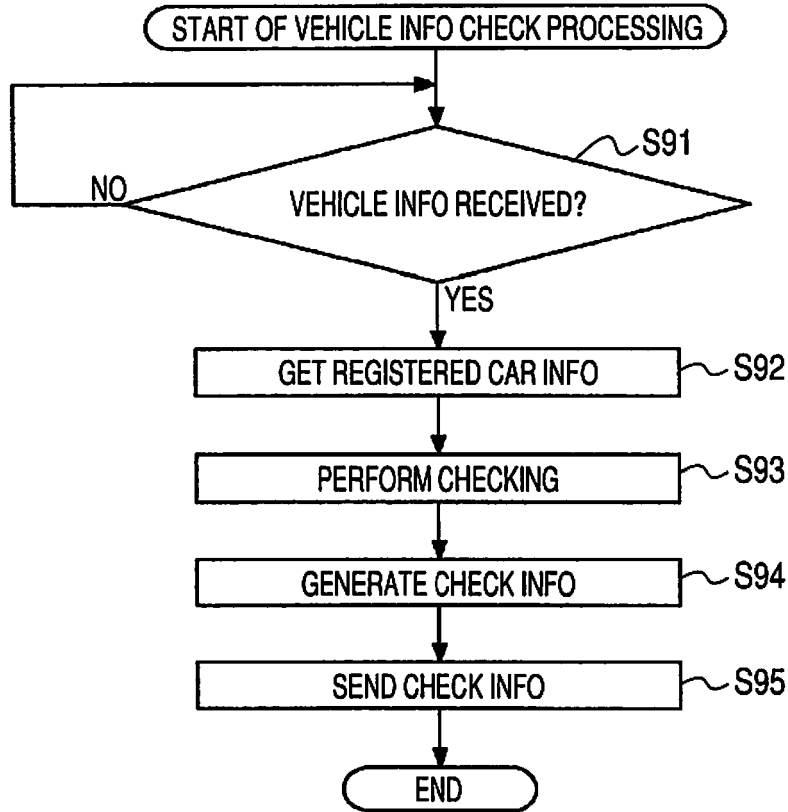 START OF VEHICLE INFO CHECK PROCESSING
S91
NO
VEHICLE INFO RECEIVED?
YES
GET REGISTERED CAR INFO
S92
PERFORM CHECKING
S93
GENERATE CHECK INFO
S94
SEND CHECK INFO
S95
END